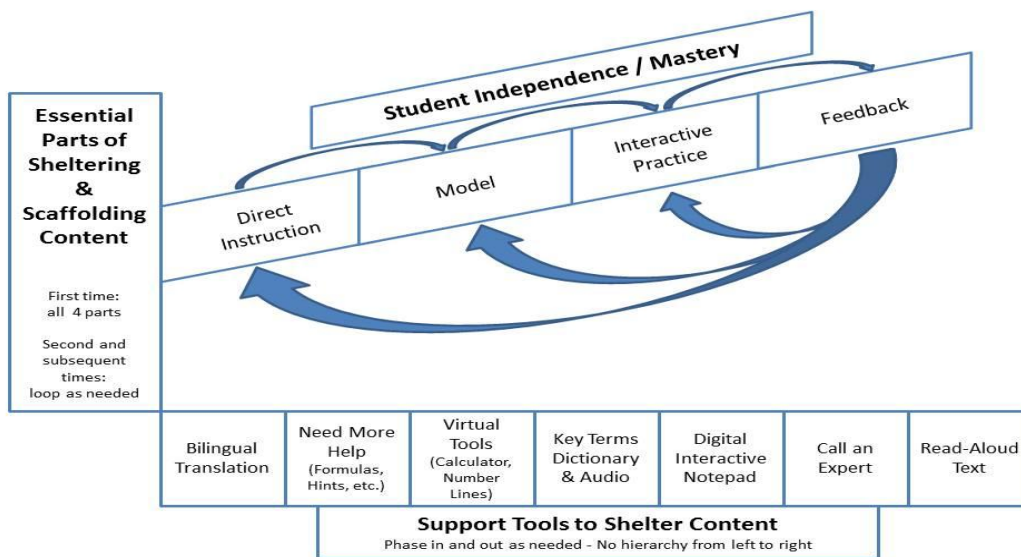 Student Independence / Mastery
Essential
Parts of
Sheltering
&
Scaffolding
Content
First time:
all 4 parts
Second and
subsequent
times:
loop as needed
Direct
Instruction
Model
Interactive
Practice
Feedback
Bilingual
Translation
Need More
Help
(Formulas,
Hints, etc.)
Virtual
Tools
(Calculator,
Number
Lines)
Key Terms
Dictionary
& Audio
Digital
Interactive
Notepad
Call an
Expert
Read-Aloud
Text
Support Tools to Shelter Content
Phase in and out as needed - No hierarchy from left to right